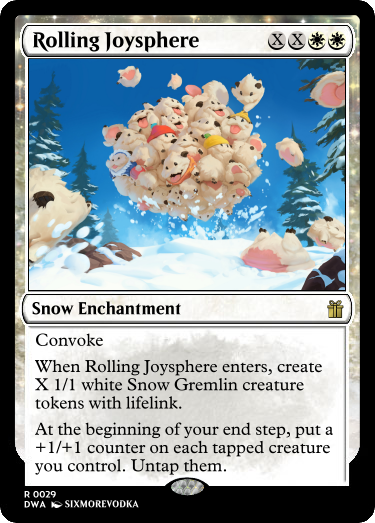 Rolling Joysphere X X
Snow Enchantment
Convoke
When Rolling Joysphere enters, create
X 1/1 white Snow Gremlin creature
tokens with lifelink.
At the beginning of your end step, put a
+1/+1 counter on each tapped creature
you control. Untap them.
R 0029
DWA SIXMOREVODKA